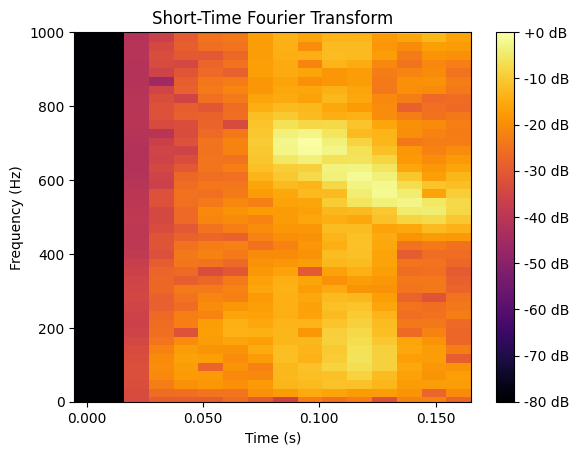 Short-Time Fourier Transform
1000
800
600
400
200
0
Frequency (Hz)
0.000
0.050
0.100
0.150
Time (s)
+0 dB
-10 dB
-20 dB
-30 dB
-40 dB
-50 dB
-60 dB
-70 dB
-80 dB